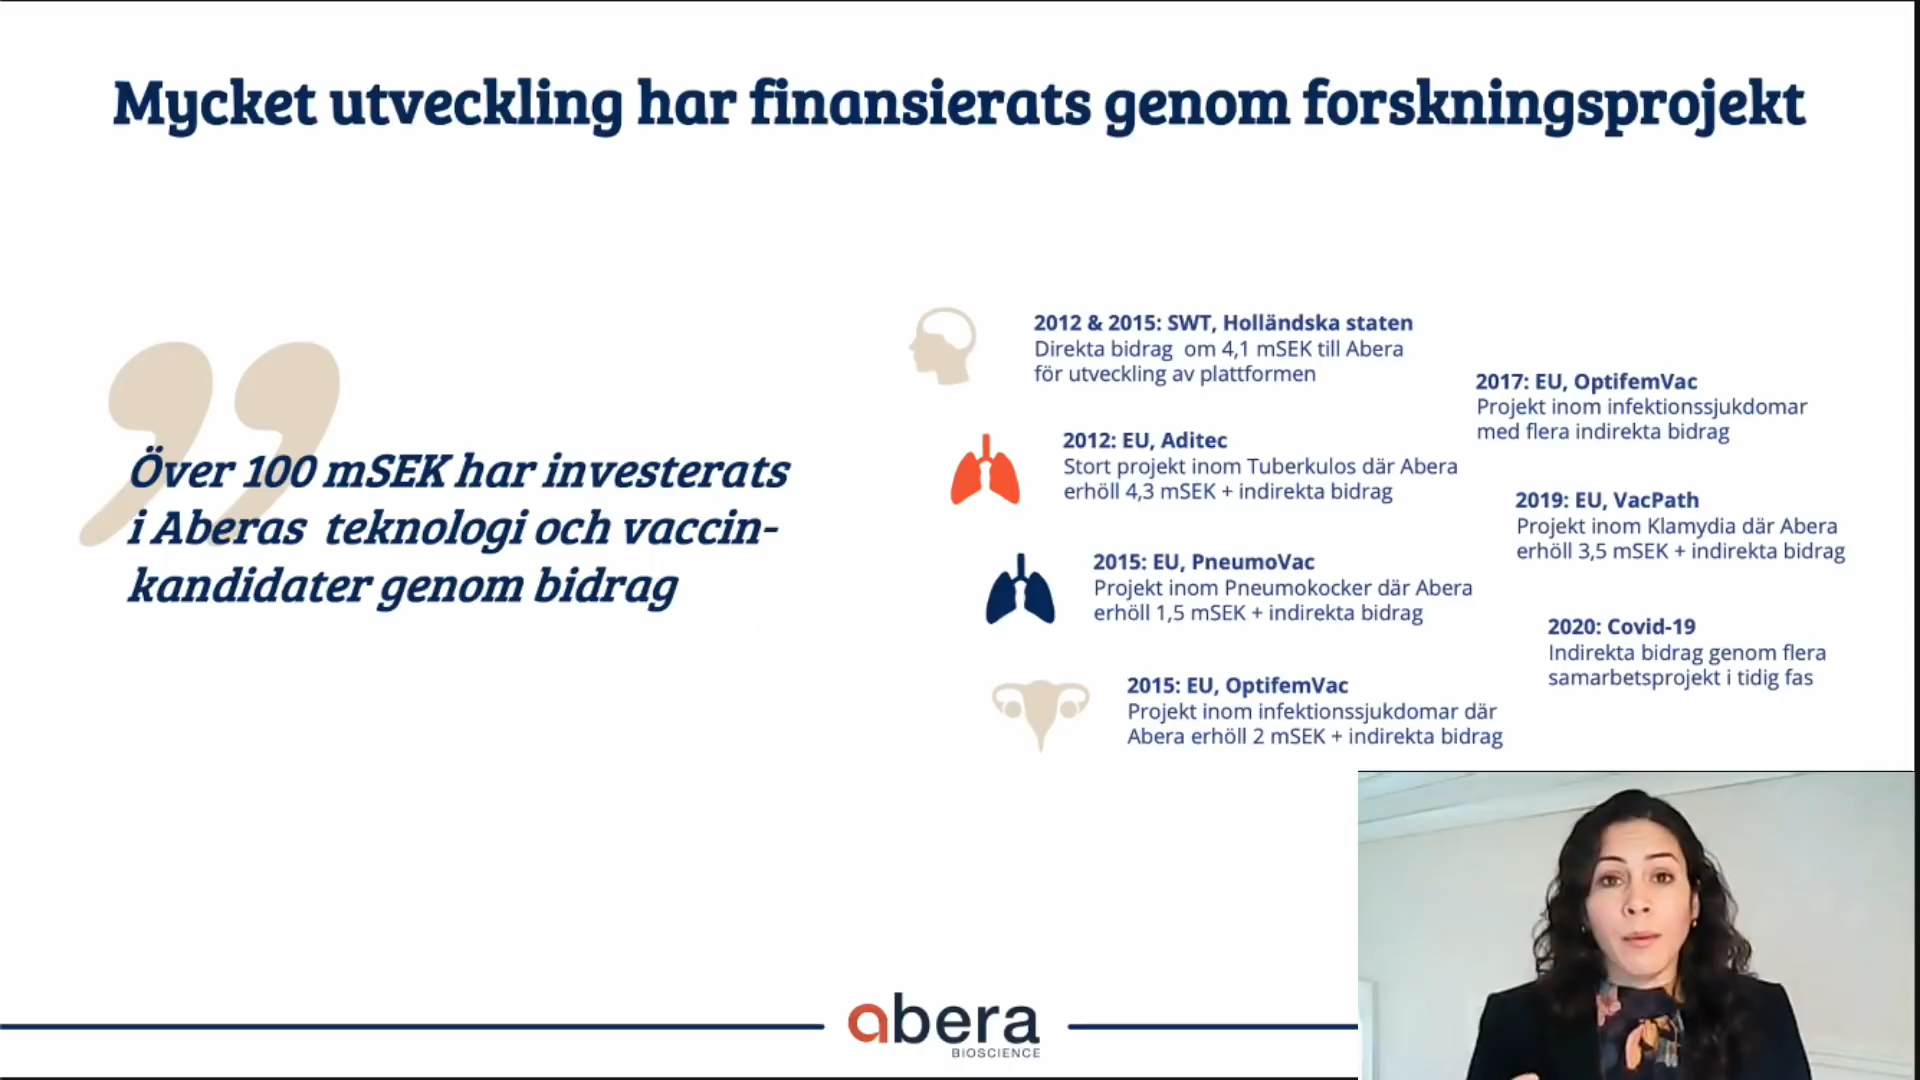 Mycket utveckling har finansierats genom forskningsprojekt
Över 100 mSEK har investerats
i Aberas teknologi och vaccin-
kandidater genom bidrag
2012 & 2015: SWT, Holländska staten
Direkta bidrag om 4,1 mSEK till Abera
för utveckling av plattformen
2012: EU, Aditec
Stort projekt inom Tuberkulos där Abera
erhöll 4,3 mSEK + indirekta bidrag
2015: EU, PneumoVac
Projekt inom Pneumokocker där Abera
erhöll 1,5 mSEK + indirekta bidrag
2015: EU, OptifemVac
Projekt inom infektionssjukdomar där
Abera erhöll 2 mSEK + indirekta bidrag
2017: EU, OptifemVac
Projekt inom infektionssjukdomar
med flera indirekta bidrag
2019: EU, VacPath
Projekt inom Klamydia där Abera
erhöll 3,5 mSEK + indirekta bidrag
2020: Covid-19
Indirekta bidrag genom flera
samarbetsprojekt i tidig fas
abera
BIOSCIENCE